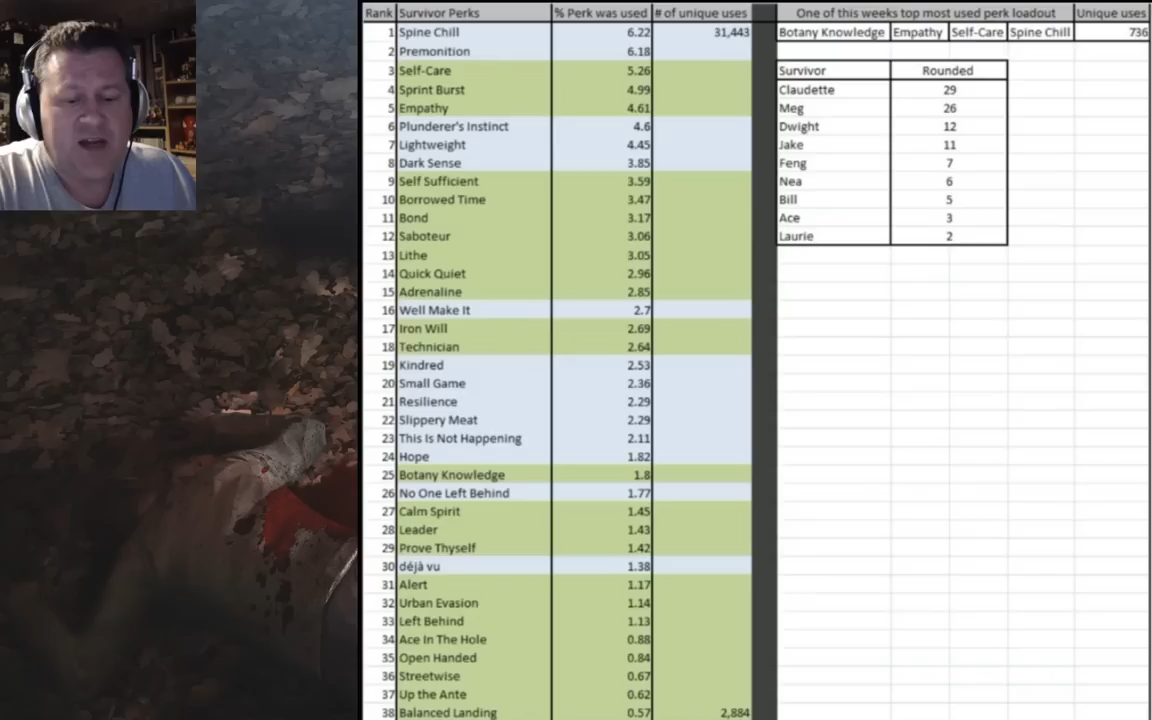 Rank Survivor Perks % Perk was used # of unique uses One of this weeks top most used perk loadout Unique uses
1 Spine Chill 6.22 31,443 Botany Knowledge Empathy Self-Care Spine Chill 736
2 Premonition 6.18
3 Self-Care 5.26 Survivor Rounded
4 Sprint Burst 4.99 Claudette 29
5 Empathy 4.61 Meg 26
6 Plunderer's Instinct 4.6 Dwight 12
7 Lightweight 4.45 Jake 11
8 Dark Sense 3.85 Feng 7
9 Self Sufficient 3.59 Nea 6
10 Borrowed Time 3.47 Bill 5
11 Bond 3.17 Ace 3
12 Saboteur 3.06 Laurie 2
13 Lithe 3.05
14 Quick Quiet 2.96
15 Adrenaline 2.85
16 Well Make It 2.7
17 Iron Will 2.69
18 Technician 2.64
19 Kindred 2.53
20 Small Game 2.36
21 Resilience 2.29
22 Slippery Meat 2.29
23 This Is Not Happening 2.11
24 Hope 1.82
25 Botany Knowledge 1.8
26 No One Left Behind 1.77
27 Calm Spirit 1.45
28 Leader 1.43
29 Prove Thyself 1.42
30 déjà vu 1.38
31 Alert 1.17
32 Urban Evasion 1.14
33 Left Behind 1.13
34 Ace In The Hole 0.88
35 Open Handed 0.84
36 Streetwise 0.67
37 Up the Ante 0.62
38 Balanced Landing 0.57 2,884